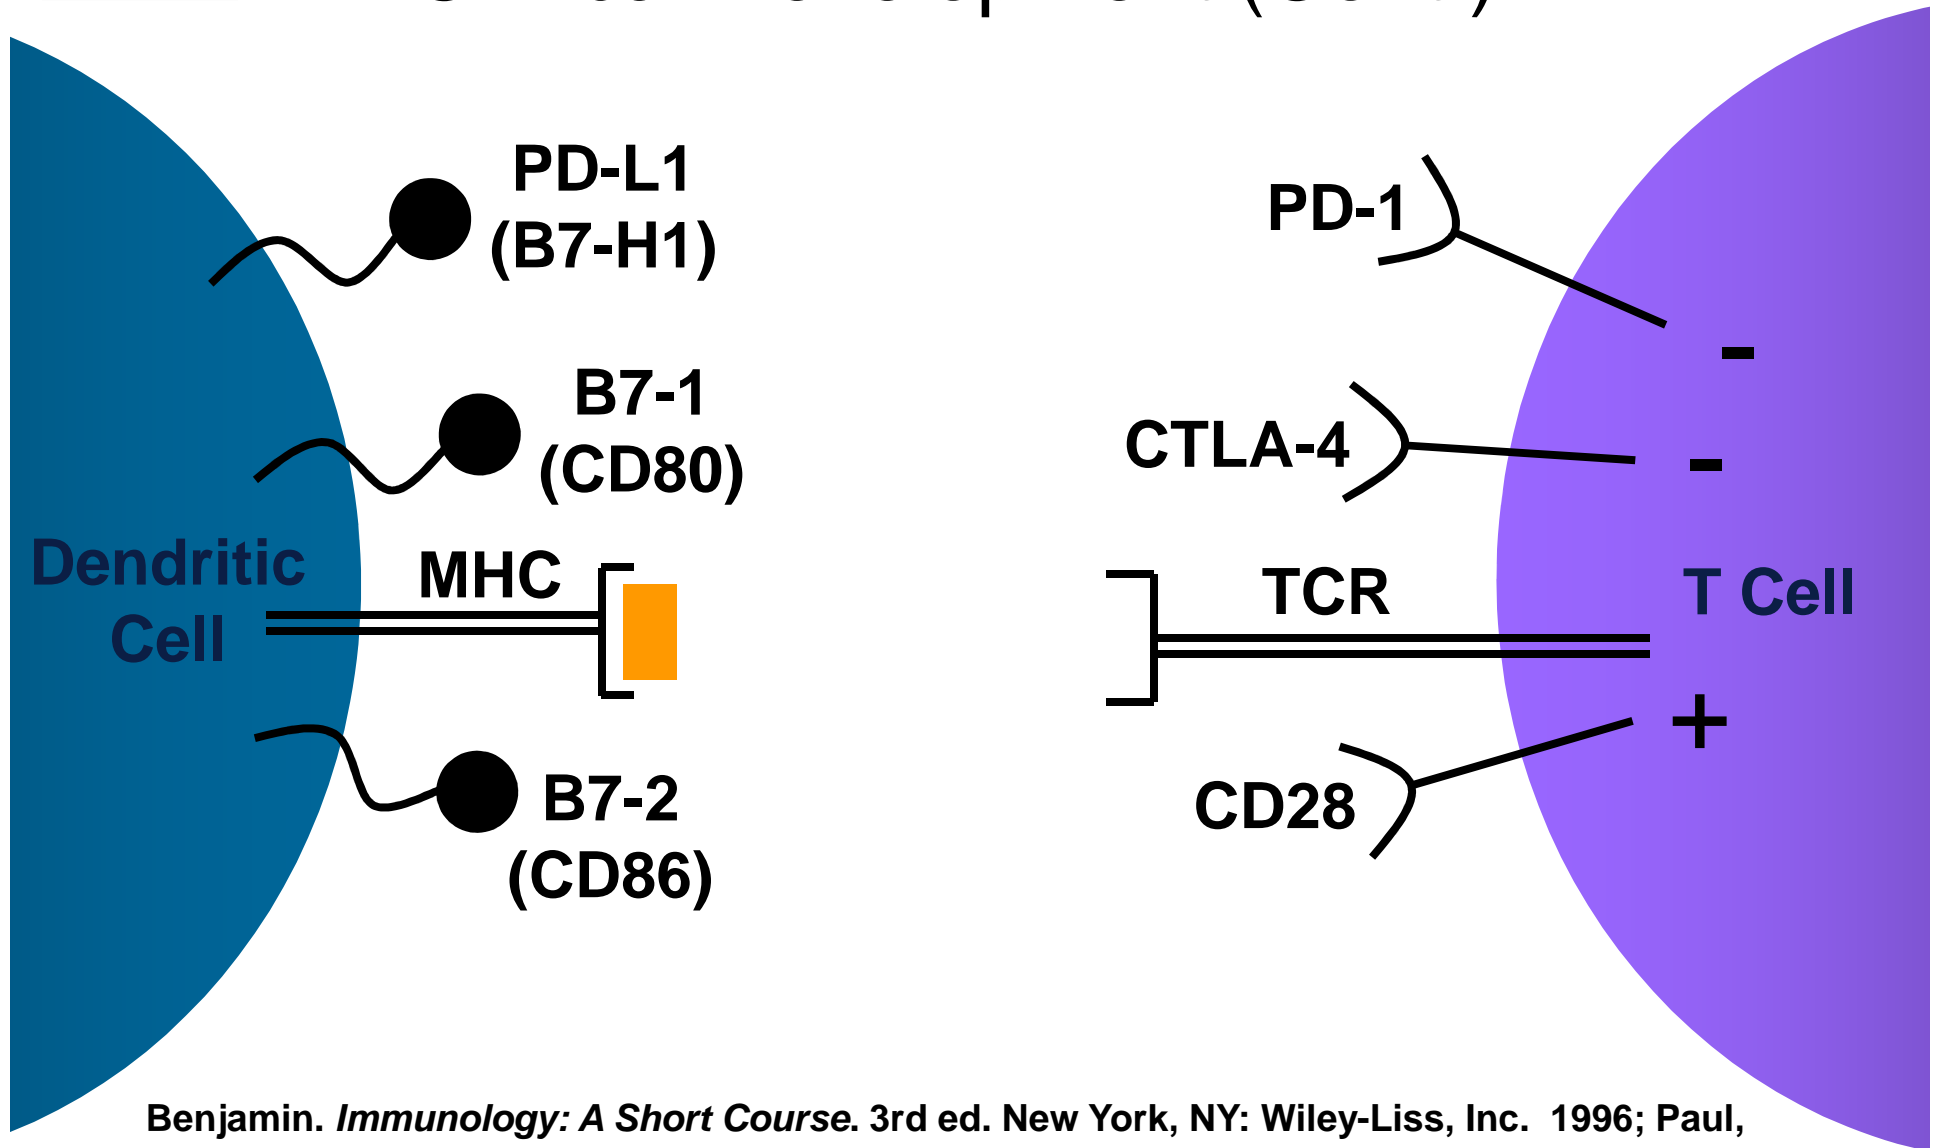 (Cont.)
PD-L1
(B7-H1)
PD-1
B7-1
(CD80)
CTLA-4
Dendritic
Cell
MHC
TCR
T Cell
-
-
+
B7-2
(CD86)
CD28
Benjamin. Immunology: A Short Course. 3rd ed. New York, NY: Wiley-Liss, Inc. 1996; Paul,